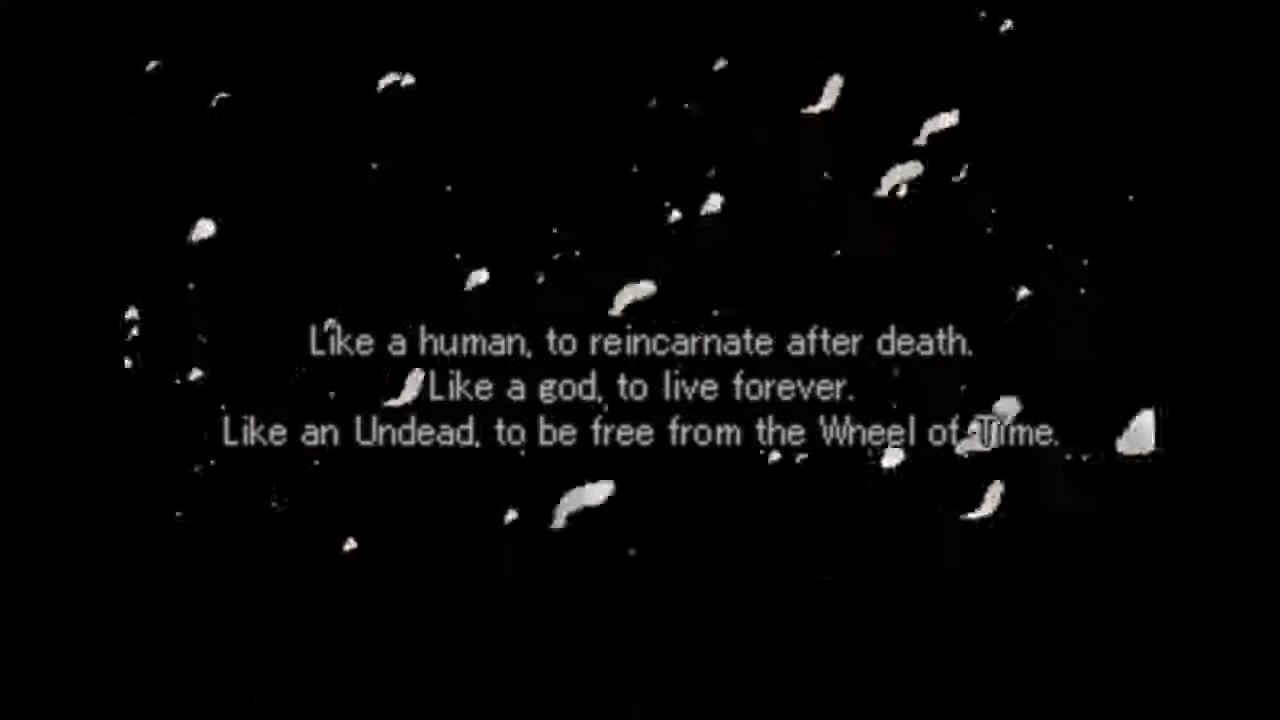 Like a human, to reincarnate after death.
Like a god, to live forever.
Like an Undead, to be free from the Wheel of Time.